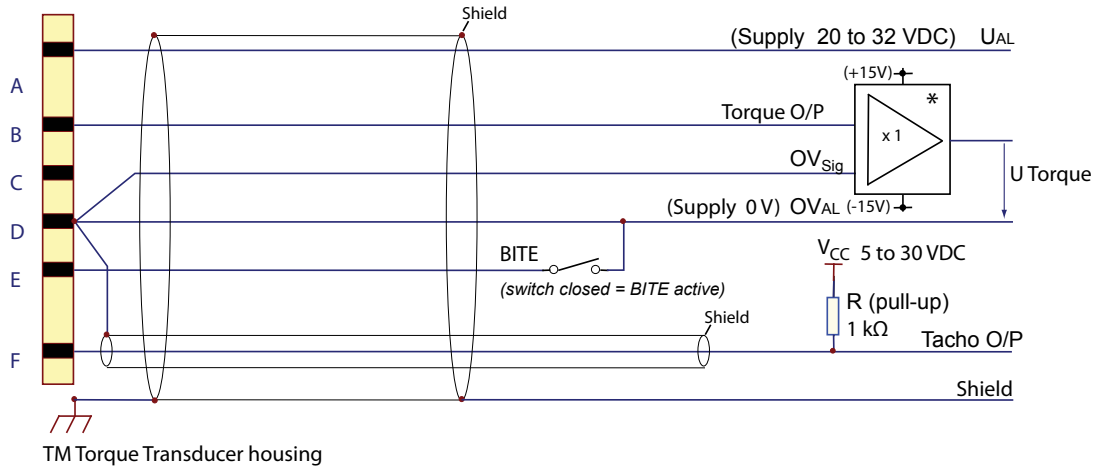 Shield
(Supply 20 to 32 VDC) UAL
A
(+15V)
*
B
Torque O/P
x 1
C
OVSig
U Torque
D
(Supply 0 V) OVAL
(-15V)
E
BITE
(switch closed = BITE active)
VCC 5 to 30 VDC
R (pull-up)
1 kΩ
Shield
F
Tacho O/P
Shield
TM Torque Transducer housing